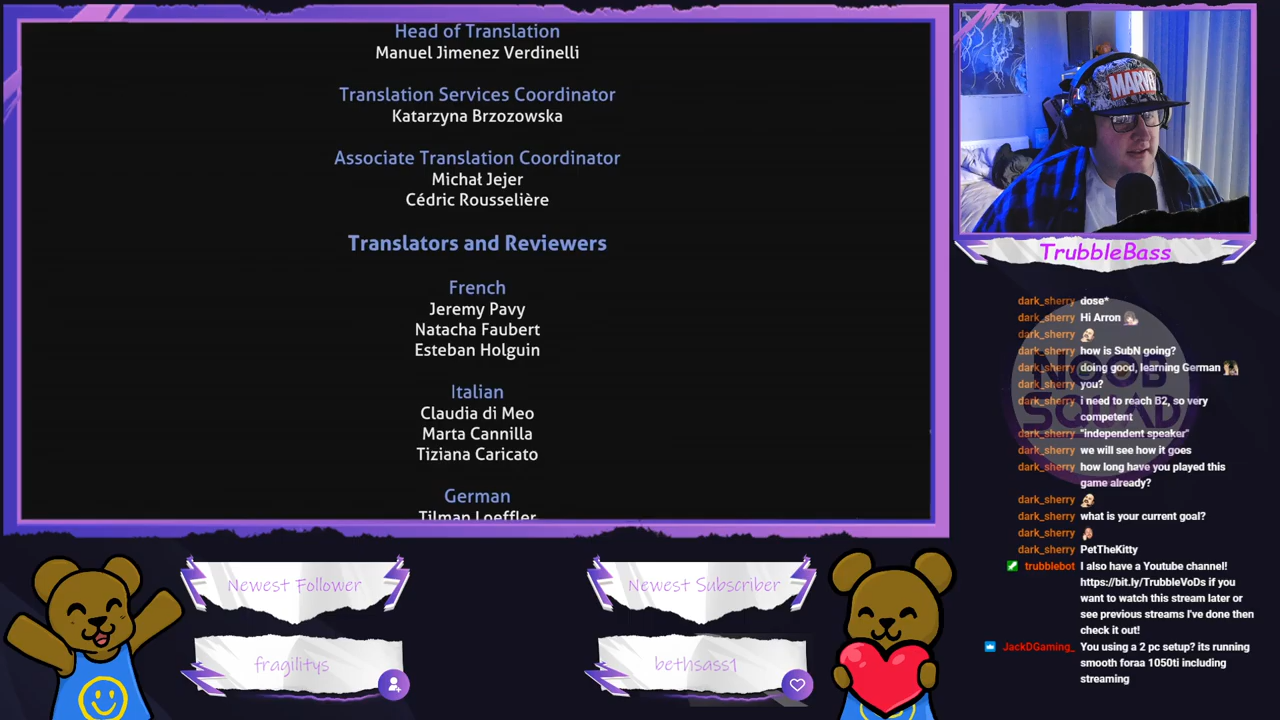 Head of Translation
Manuel Jimenez Verdinelli
Translation Services Coordinator
Katarzyna Brzozowska
Associate Translation Coordinator
Michał Jejer
Cédric Rousselière
Translators and Reviewers
French
Jeremy Pavy
Natacha Faubert
Esteban Holguin
Italian
Claudia di Meo
Marta Cannilla
Tiziana Caricato
German
Tilman Loeffler
MARVEL
TrubbleBass
dark_sherry dose*
dark_sherry Hi Arron
dark_sherry
dark_sherry how is SubN going?
dark_sherry doing good, learning German
dark_sherry you?
dark_sherry i need to reach B2, so very
competent
dark_sherry "independent speaker"
dark_sherry we will see how it goes
dark_sherry how long have you played this
game already?
dark_sherry
dark_sherry what is your current goal?
dark_sherry
dark_sherry PetTheKitty
trubblebot I also have a Youtube channel!
https://bit.ly/TrubbleVoDs if you
want to watch this stream later or
see previous streams I've done then
check it out!
JackDGaming_ You using a 2 pc setup? its running
smooth foraa 1050ti including
streaming
NOOB
SQUAD
Newest Follower
fragilitys
Newest Subscriber
bethsass1